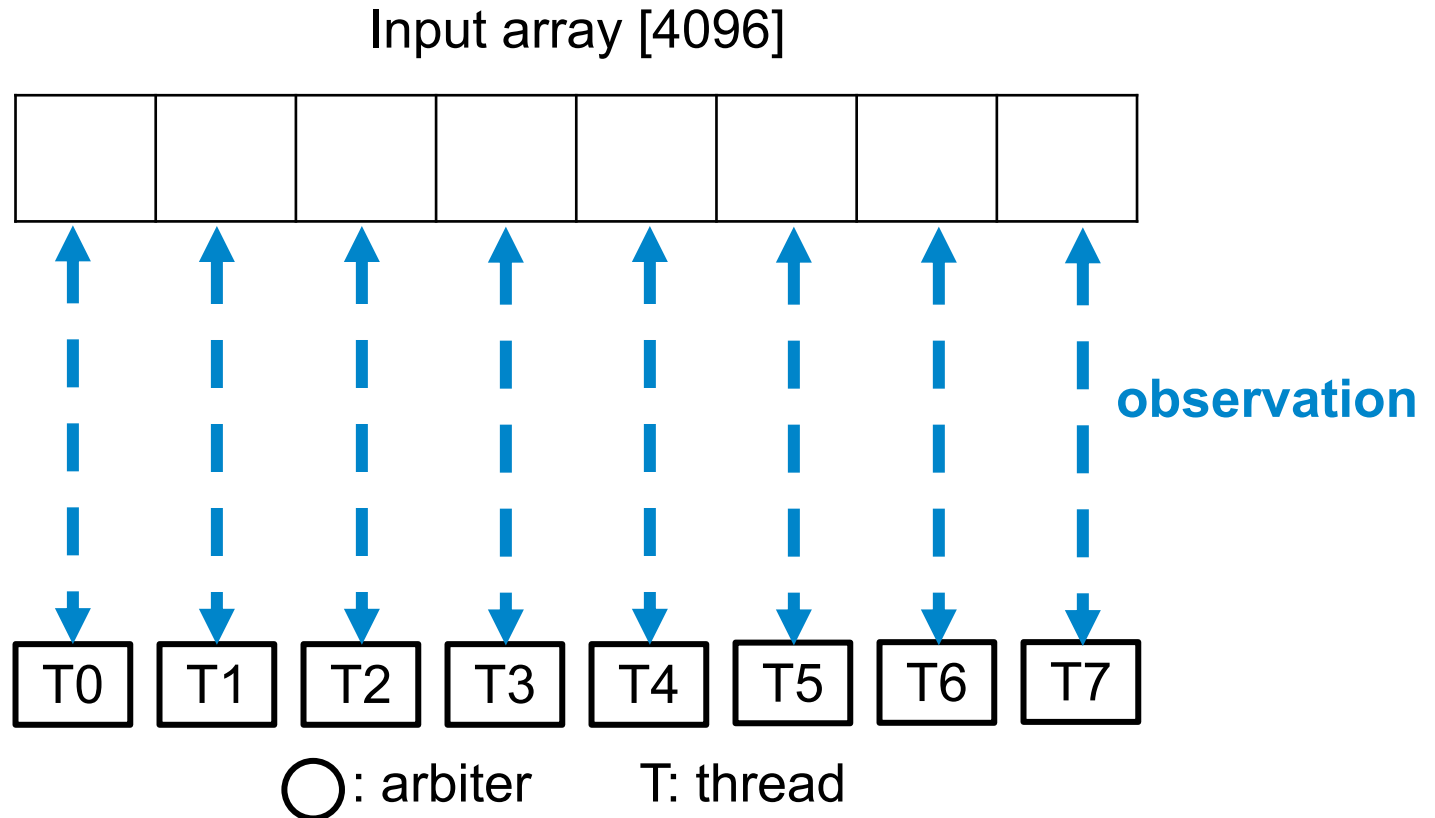 Input array [4096]
observation
T0 T1 T2 T3 T4 T5 T6 T7
: arbiter T: thread